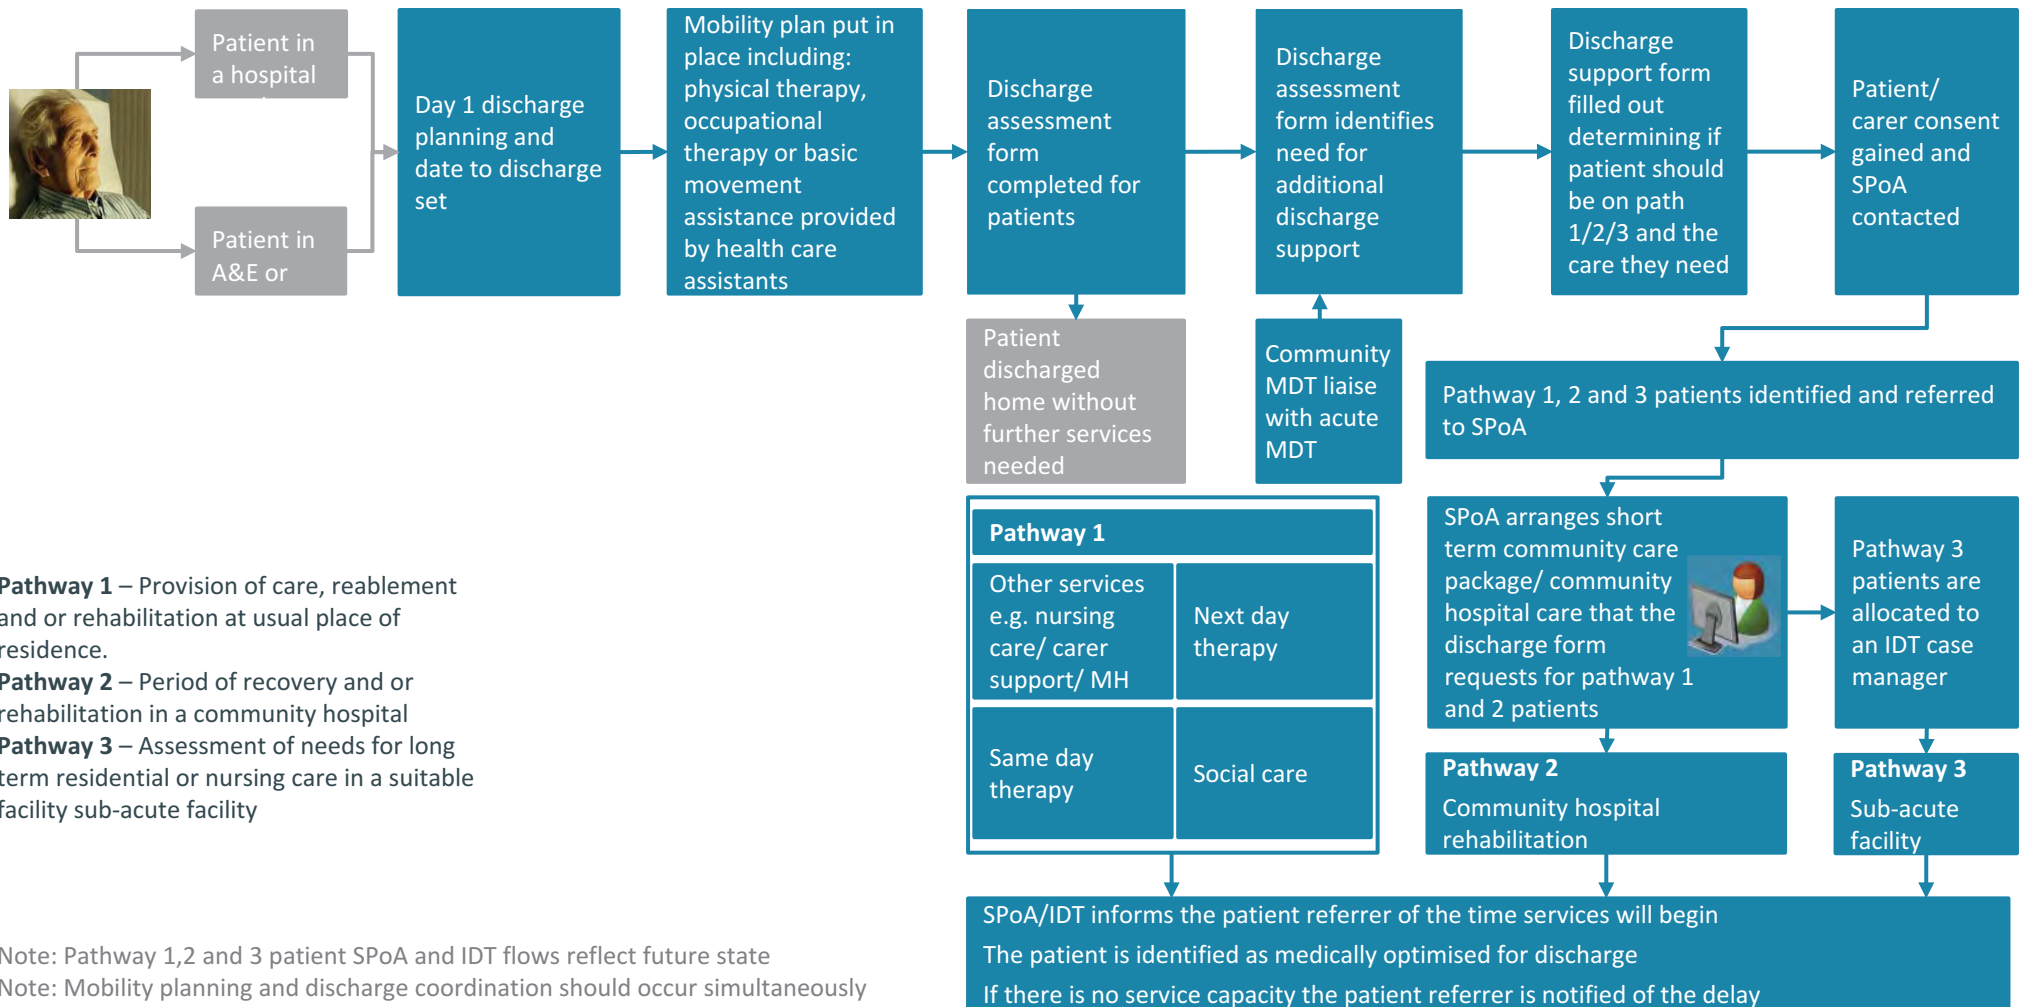 Patient in
a hospital
Patient in
A&E or
Day 1 discharge
planning and
date to discharge
set
Mobility plan put in
place including:
physical therapy,
occupational
therapy or basic
movement
assistance provided
by health care
assistants
Discharge
assessment
form
completed for
patients
Discharge
assessment
form identifies
need for
additional
discharge
support
Discharge
support form
filled out
determining if
patient should
be on path
1/2/3 and the
care they need
Patient/
carer consent
gained and
SPoA
contacted
Patient
discharged
home without
further services
needed
Community
MDT liaise
with acute
MDT
Pathway 1, 2 and 3 patients identified and referred
to SPoA
Pathway 1
Other services
e.g. nursing
care/ carer
support/ MH
Next day
therapy
Same day
therapy
Social care
SPoA arranges short
term community care
package/ community
hospital care that the
discharge form
requests for pathway 1
and 2 patients
Pathway 3
patients are
allocated to
an IDT case
manager
Pathway 2
Community hospital
rehabilitation
Pathway 3
Sub-acute
facility
Pathway 1 – Provision of care, reablement
and or rehabilitation at usual place of
residence.
Pathway 2 – Period of recovery and or
rehabilitation in a community hospital
Pathway 3 – Assessment of needs for long
term residential or nursing care in a suitable
facility sub-acute facility
SPoA/IDT informs the patient referrer of the time services will begin
The patient is identified as medically optimised for discharge
If there is no service capacity the patient referrer is notified of the delay
Note: Pathway 1,2 and 3 patient SPoA and IDT flows reflect future state
Note: Mobility planning and discharge coordination should occur simultaneously